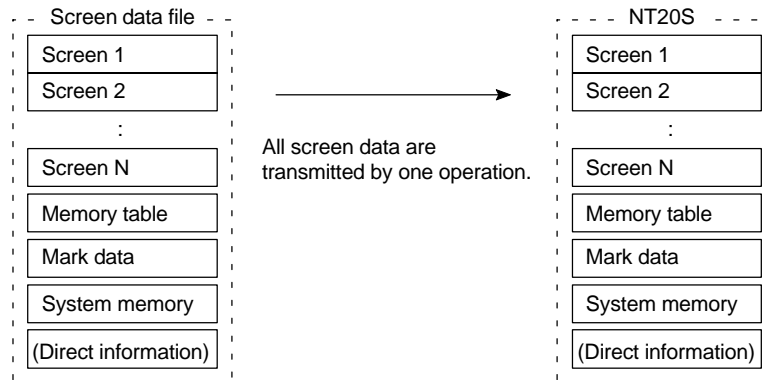 Screen data file
Screen 1
Screen 2
:
Screen N
Memory table
Mark data
System memory
(Direct information)
All screen data are
transmitted by one operation.
NT20S
Screen 1
Screen 2
:
Screen N
Memory table
Mark data
System memory
(Direct information)